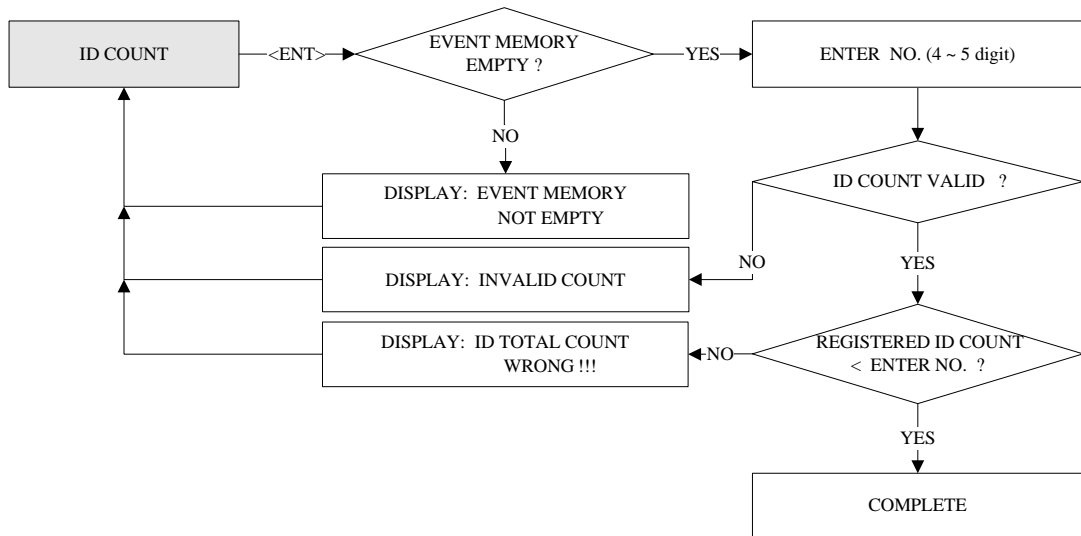 ID COUNT
<ENT>
EVENT MEMORY
EMPTY ?
YES
ENTER NO. (4 ~ 5 digit)
NO
DISPLAY: EVENT MEMORY
NOT EMPTY
ID COUNT VALID ?
NO
DISPLAY: INVALID COUNT
YES
DISPLAY: ID TOTAL COUNT
WRONG !!!
NO
REGISTERED ID COUNT
< ENTER NO. ?
YES
COMPLETE